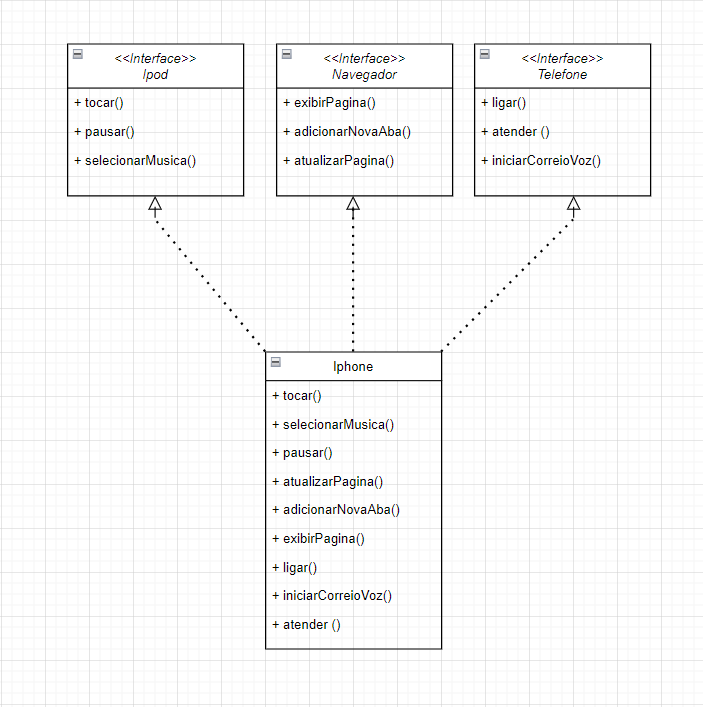 <<Interface>>
Ipod
+ tocar()
+ pausar()
+ selecionarMusica()
<<Interface>>
Navegador
+ exibirPagina()
+ adicionarNovaAba()
+ atualizarPagina()
<<Interface>>
Telefone
+ ligar()
+ atender ()
+ iniciarCorreioVoz()
Iphone
+ tocar()
+ selecionarMusica()
+ pausar()
+ atualizarPagina()
+ adicionarNovaAba()
+ exibirPagina()
+ ligar()
+ iniciarCorreioVoz()
+ atender ()